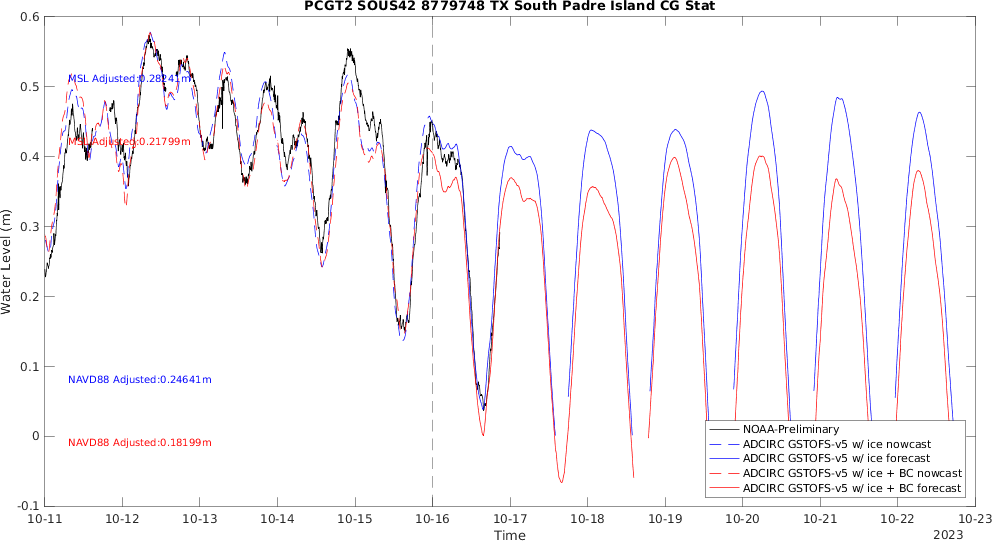 PCGT2 SOUS42 8779748 TX South Padre Island CG Stat
0.6
0.5
0.4
0.3
0.2
0.1
0
-0.1
Water Level (m)
MSL Adjusted:0.28241m
MSL Adjusted:0.21799m
NAVD88 Adjusted:0.24641m
NAVD88 Adjusted:0.18199m
NOAA-Preliminary
ADCIRC GSTOFS-v5 w/ ice nowcast
ADCIRC GSTOFS-v5 w/ ice forecast
ADCIRC GSTOFS-v5 w/ ice + BC nowcast
ADCIRC GSTOFS-v5 w/ ice + BC forecast
10-11 10-12 10-13 10-14 10-15 10-16 10-17 10-18 10-19 10-20 10-21 10-22 10-23
Time
2023